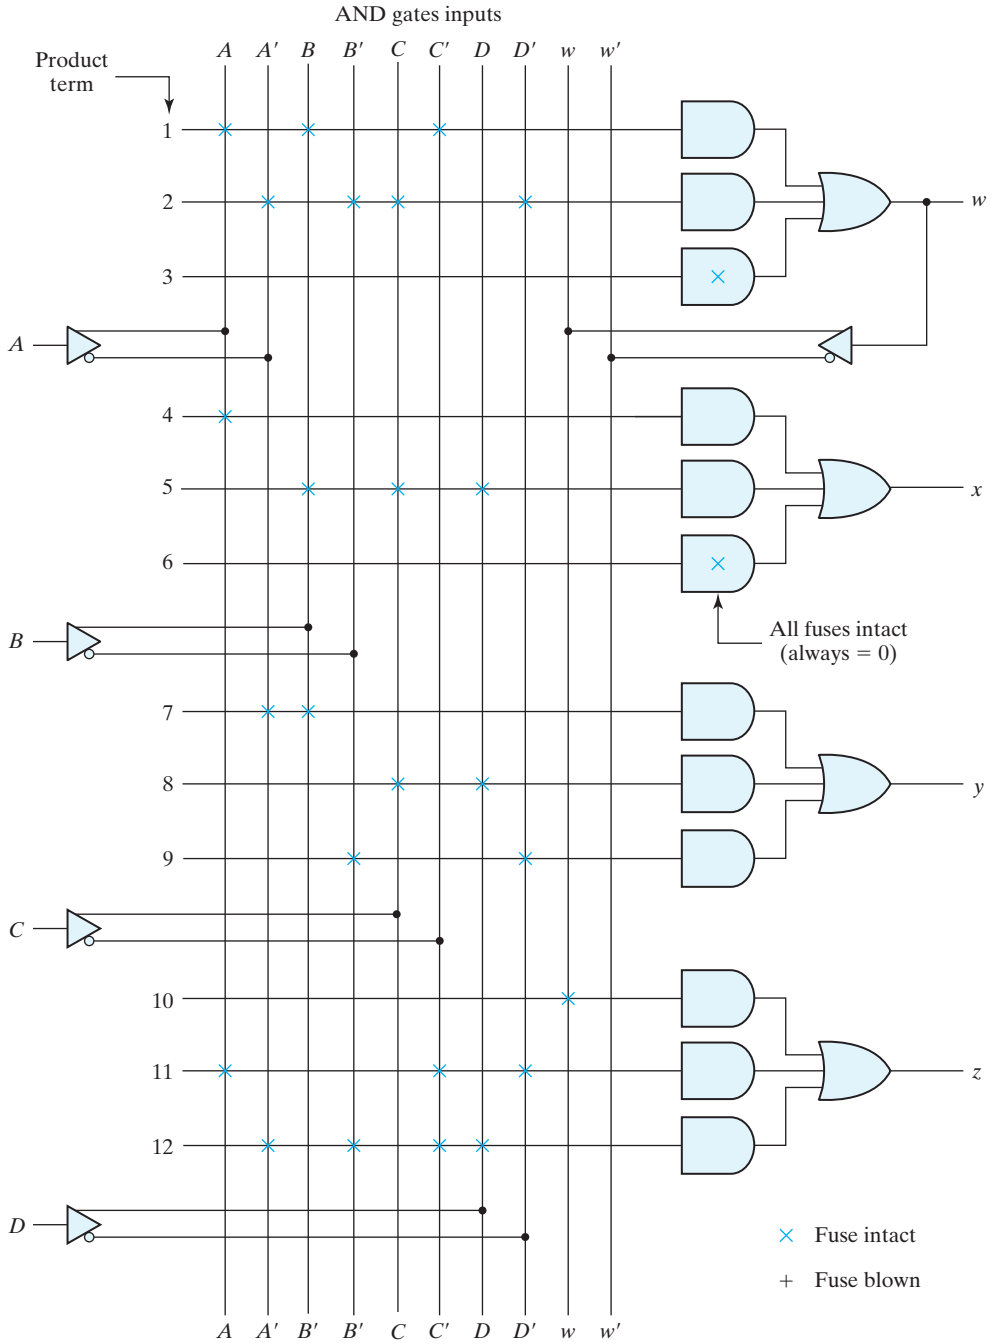 AND gates inputs
A A′ B B′ C C′ D D′ w w′
Product
term
1
2
w
3
A
4
5
x
6
All fuses intact
(always = 0)
B
7
8
y
9
C
10
11
z
12
D
× Fuse intact
+ Fuse blown
A A′ B′ B′ C C′ D D′ w w′